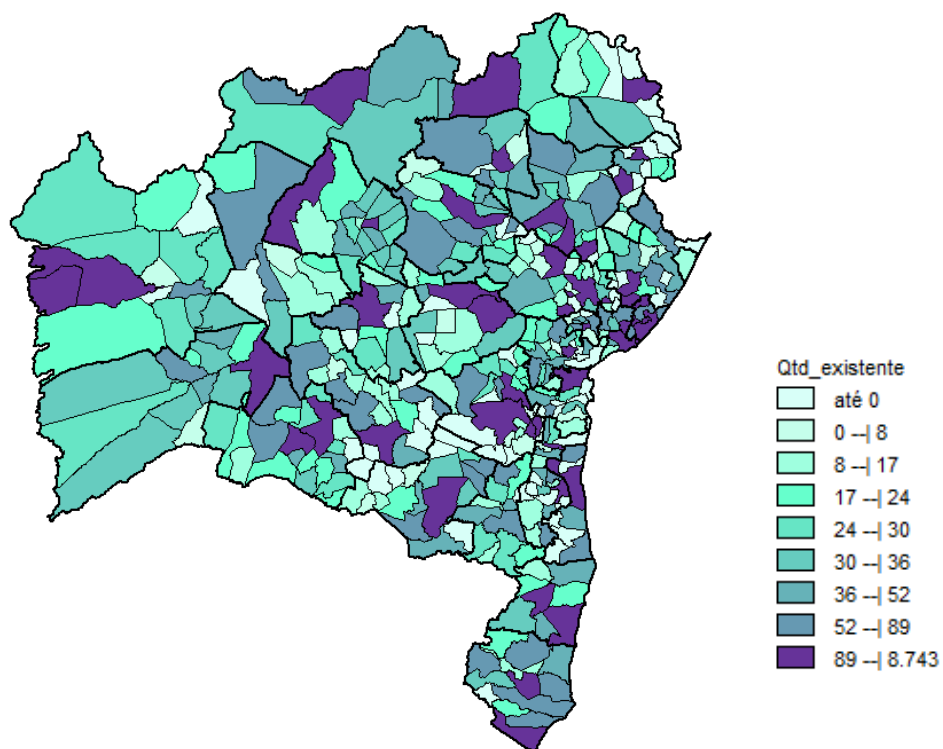 Qtd_existente
até 0
0 --| 8
8 --| 17
17 --| 24
24 --| 30
30 --| 36
36 --| 52
52 --| 89
89 --| 8.743